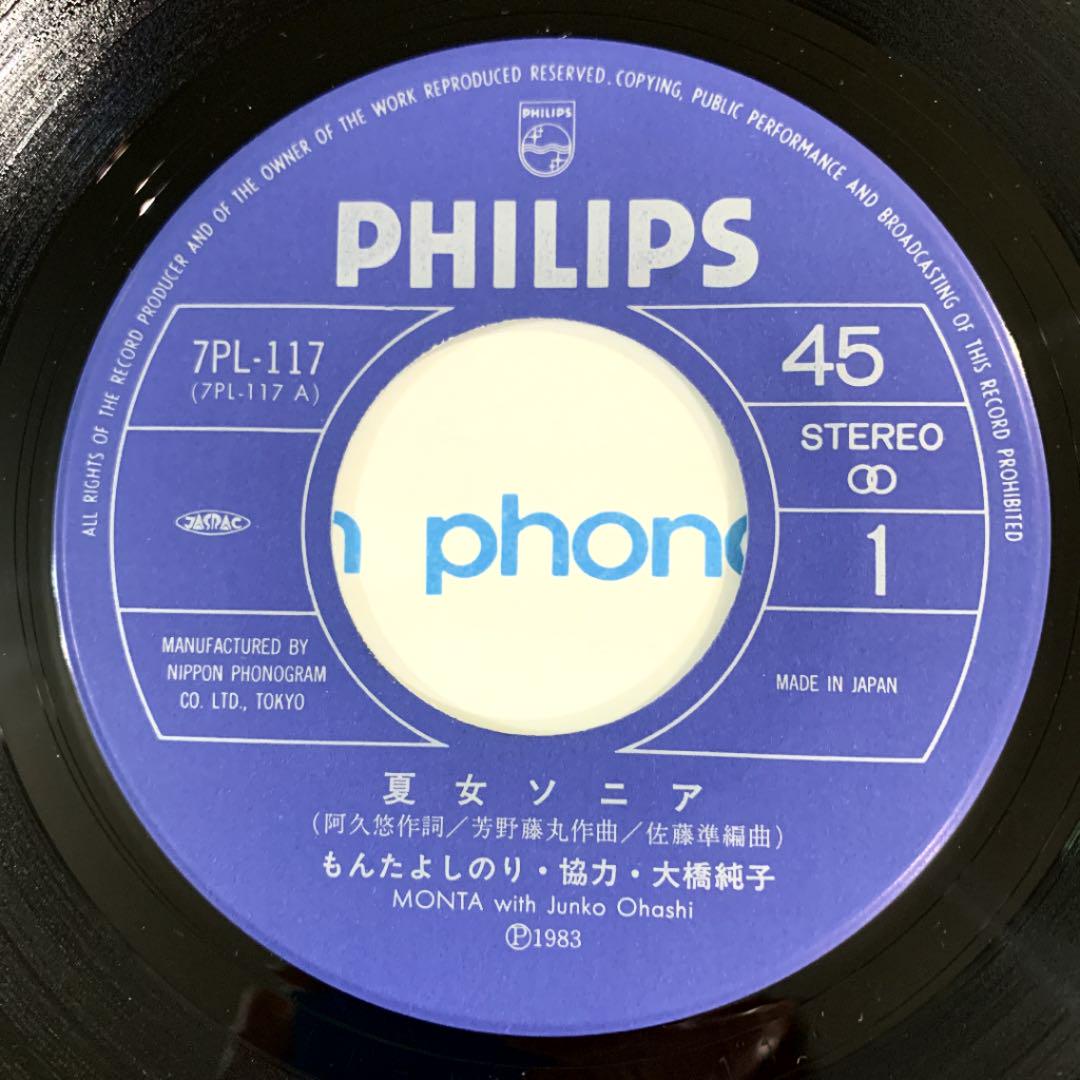 ALL RIGHTS OF THE RECORD PRODUCER AND OF THE OWNER OF THE WORK REPRODUCED RESERVED. COPYING, PUBLIC PERFORMANCE AND BROADCASTING OF THIS RECORD PROHIBITED
PHILIPS
PHILIPS
7PL-117
(7PL-117 A)
45
STEREO
JASRAC
1
phono
MANUFACTURED BY
NIPPON PHONOGRAM
CO. LTD., TOKYO
MADE IN JAPAN
夏女ソニア
(阿久悠作詞/芳野藤丸作曲/佐藤準編曲)
もんたよしのり・協力・大橋純子
MONTA with Junko Ohashi
Ⓟ1983